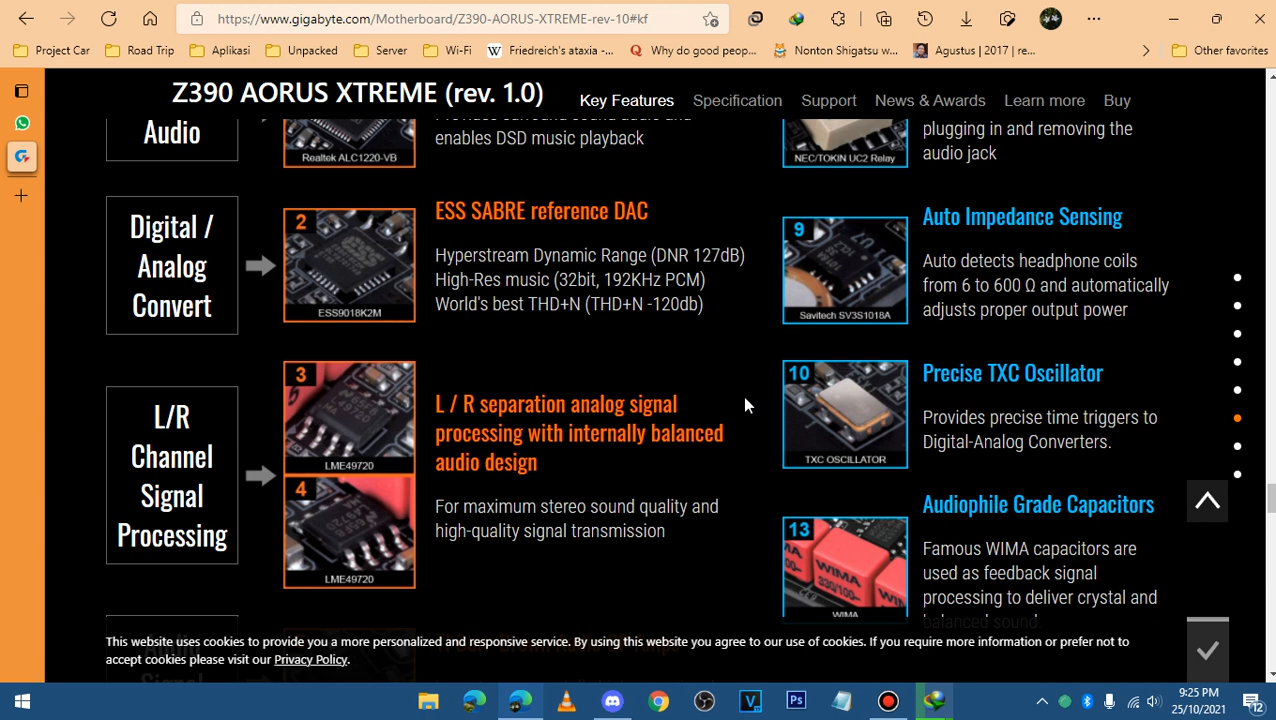 https://www.gigabyte.com/Motherboard/Z390-AORUS-XTREME-rev-10#kf
Project Car
Road Trip
Aplikasi
Unpacked
Server
Wi-Fi
W Friedreich's ataxia -...
Why do good peop...
Nonton Shigatsu w...
Agustus | 2017 | re...
Other favorites
Z390 AORUS XTREME (rev. 1.0)
Key Features
Specification
Support
News & Awards
Learn more
Buy
Audio
Realtek ALC1220-VB
enables DSD music playback
NEC/TOKIN UC2 Relay
plugging in and removing the
audio jack
Digital /
Analog
Convert
2
ESS9018K2M
ESS SABRE reference DAC
Hyperstream Dynamic Range (DNR 127dB)
High-Res music (32bit, 192KHz PCM)
World's best THD+N (THD+N -120db)
9
Savitech SV3S1018A
Auto Impedance Sensing
Auto detects headphone coils
from 6 to 600 Ω and automatically
adjusts proper output power
L/R
Channel
Signal
Processing
3
LME49720
4
LME49720
L / R separation analog signal
processing with internally balanced
audio design
For maximum stereo sound quality and
high-quality signal transmission
10
TXC OSCILLATOR
Precise TXC Oscillator
Provides precise time triggers to
Digital-Analog Converters.
13
WIMA
WIMA
Audiophile Grade Capacitors
Famous WIMA capacitors are
used as feedback signal
processing to deliver crystal and
balanced sound.
This website uses cookies to provide you a more personalized and responsive service. By using this website you agree to our use of cookies. If you require more information or prefer not to
accept cookies please visit our Privacy Policy.
9:25 PM
25/10/2021
12